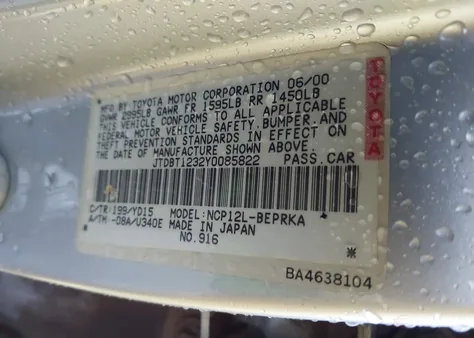 MFD BY TOYOTA MOTOR CORPORATION 06/00
GVWR 2995LB GAWR FR 1595LB RR 1450LB
THIS VEHICLE CONFORMS TO ALL APPLICABLE
FEDERAL MOTOR VEHICLE SAFETY, BUMPER, AND
THEFT PREVENTION STANDARDS IN EFFECT ON
THE DATE OF MANUFACTURE SHOWN ABOVE.
JTDBT1232Y0085822 PASS.CAR
TOYOTA
C/TR:199/YD15 MODEL:NCP12L-BEPRKA
A/TM -08A/U340E MADE IN JAPAN
NO.916
※
BA4638104